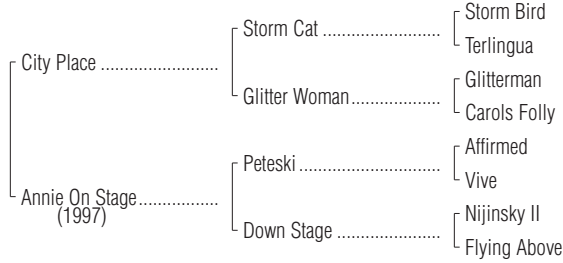 Storm Bird
Storm Cat ........................
Terlingua
City Place ........................
Glitterman
Glitter Woman ..................
Carols Folly
Affirmed
Peteski .............................
Vive
Annie On Stage ................
(1997)
Nijinsky II
Down Stage .....................
Flying Above